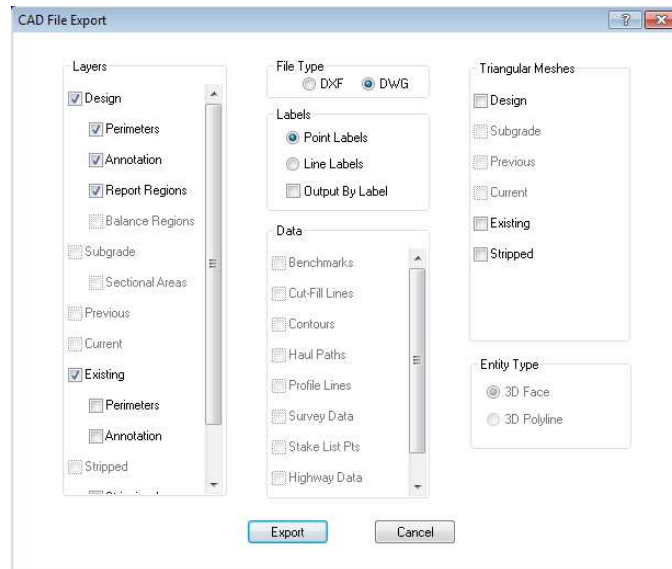 CAD File Export
Layers
Design
Perimeters
Annotation
Report Regions
Balance Regions
Subgrade
Sectional Areas
Previous
Current
Existing
Perimeters
Annotation
Stripped
File Type
DXF
DWG
Labels
Point Labels
Line Labels
Output By Label
Data
Benchmarks
Cut-Fill Lines
Contours
Haul Paths
Profile Lines
Survey Data
Stake List Pts
Highway Data
Triangular Meshes
Design
Subgrade
Previous
Current
Existing
Stripped
Entity Type
3D Face
3D Polyline
Export
Cancel